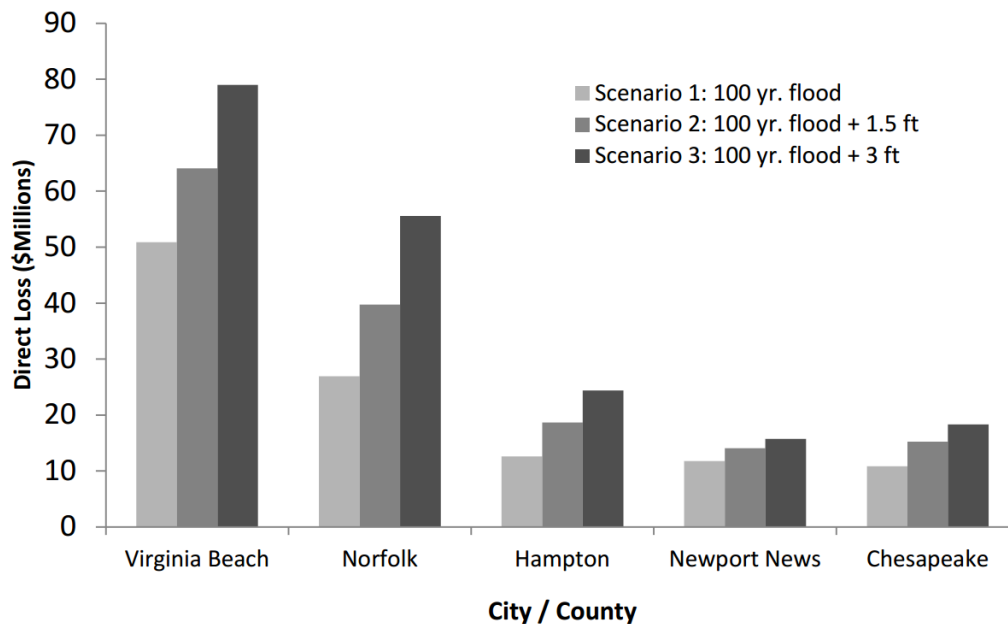 90
80
70
60
50
40
30
20
10
0
Direct Loss ($Millions)
Scenario 1: 100 yr. flood
Scenario 2: 100 yr. flood + 1.5 ft
Scenario 3: 100 yr. flood + 3 ft
Virginia Beach Norfolk Hampton Newport News Chesapeake
City / County